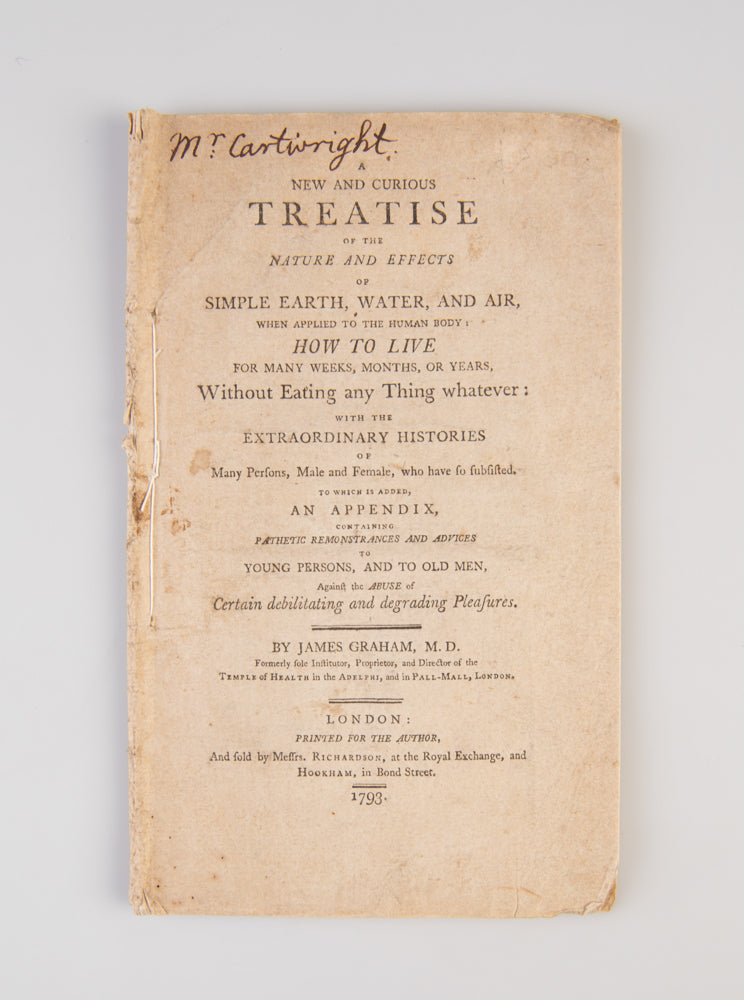 Mr. Cartwright.
A
NEW AND CURIOUS
TREATISE
OF THE
NATURE AND EFFECTS
OF
SIMPLE EARTH, WATER, AND AIR,
WHEN APPLIED TO THE HUMAN BODY:
HOW TO LIVE
FOR MANY WEEKS, MONTHS, OR YEARS,
Without Eating any Thing whatever:
WITH THE
EXTRAORDINARY HISTORIES
OF
Many Perſons, Male and Female, who have ſo ſubſiſted.
TO WHICH IS ADDED,
AN APPENDIX,
CONTAINING
PATHETIC REMONSTRANCES AND ADVICES
TO
YOUNG PERSONS, AND TO OLD MEN,
Againſt the ABUSE of
Certain debilitating and degrading Pleaſures.
BY JAMES GRAHAM, M. D.
Formerly ſole Inſtitutor, Proprietor, and Director of the
TEMPLE of HEALTH in the ADELPHI, and in PALL-MALL, LONDON.
LONDON:
PRINTED FOR THE AUTHOR,
And ſold by Meſſrs. RICHARDSON, at the Royal Exchange, and
HOOKHAM, in Bond Street.
1793.